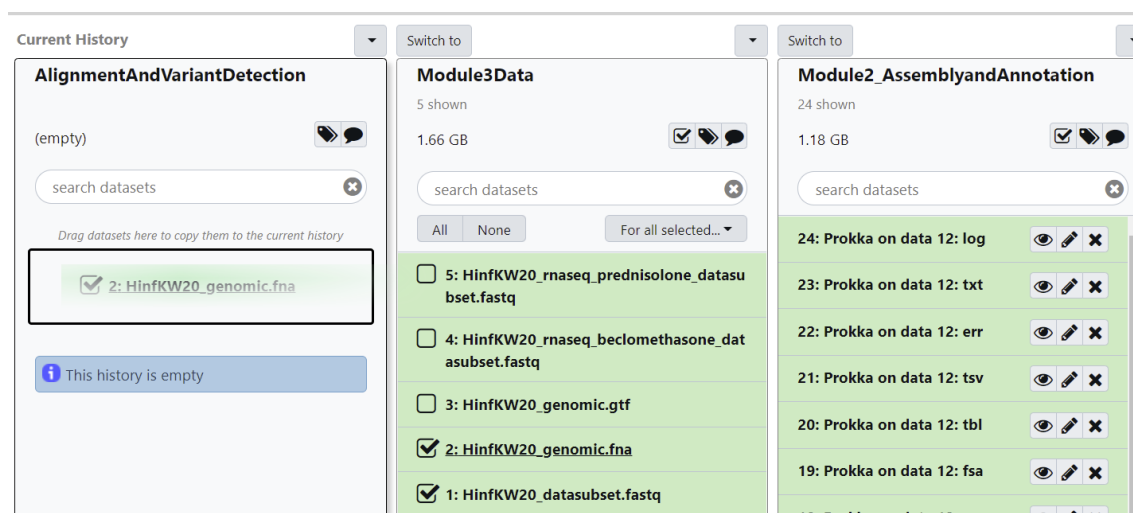 Current History
AlignmentAndVariantDetection
(empty)
search datasets
Drag datasets here to copy them to the current history
2: HinfKW20_genomic.fna
This history is empty
Switch to
Module3Data
5 shown
1.66 GB
search datasets
All None For all selected...
5: HinfKW20_rnaseq_prednisolone_datasu
bset.fastq
4: HinfKW20_rnaseq_beclomethasone_dat
asubset.fastq
3: HinfKW20_genomic.gtf
2: HinfKW20_genomic.fna
1: HinfKW20_datasubset.fastq
Switch to
Module2_AssemblyandAnnotation
24 shown
1.18 GB
search datasets
24: Prokka on data 12: log
23: Prokka on data 12: txt
22: Prokka on data 12: err
21: Prokka on data 12: tsv
20: Prokka on data 12: tbl
19: Prokka on data 12: fsa